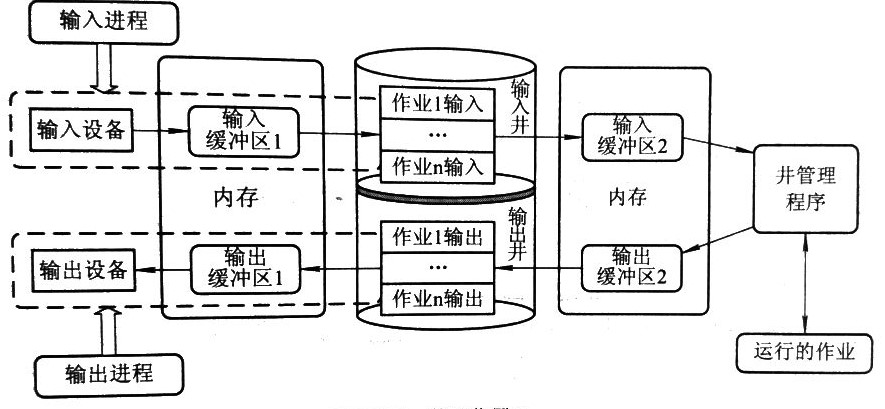 输入进程
输入设备
输入
缓冲区1
作业1输入
…
作业n输入
输入井
输入
缓冲区2
内存
内存
井管理
程序
输出设备
输出
缓冲区1
作业1输出
…
作业n输出
输出井
输出
缓冲区2
输出进程
运行的作业